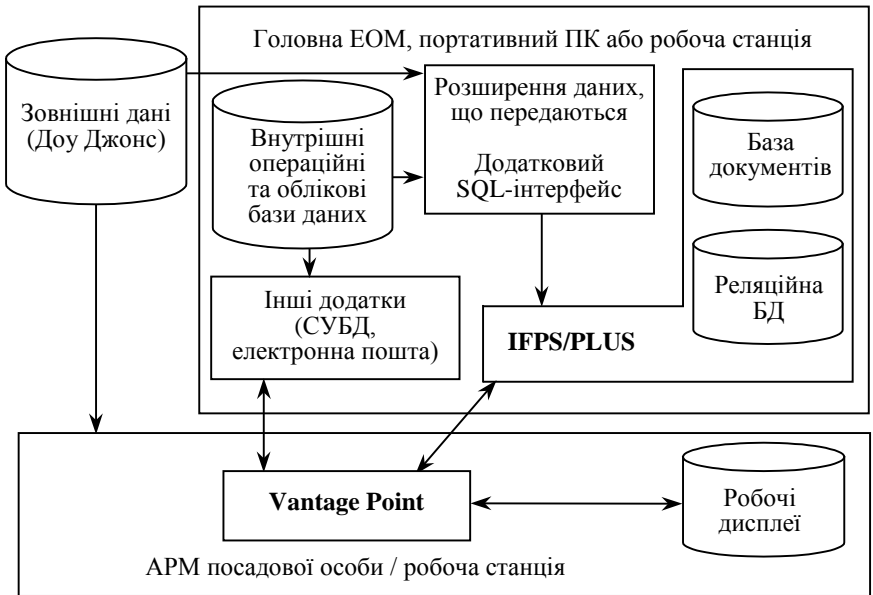 Головна ЕОМ, портативний ПК або робоча станція
Зовнішні дані
(Доу Джонс)
Внутрішні
операційні
та облікові
бази даних
Розширення даних,
що передаються
Додатковий
SQL-інтерфейс
База
документів
Реляційна
БД
Інші додатки
(СУБД,
електронна пошта)
IFPS/PLUS
Vantage Point
Робочі
дисплеї
АРМ посадової особи / робоча станція